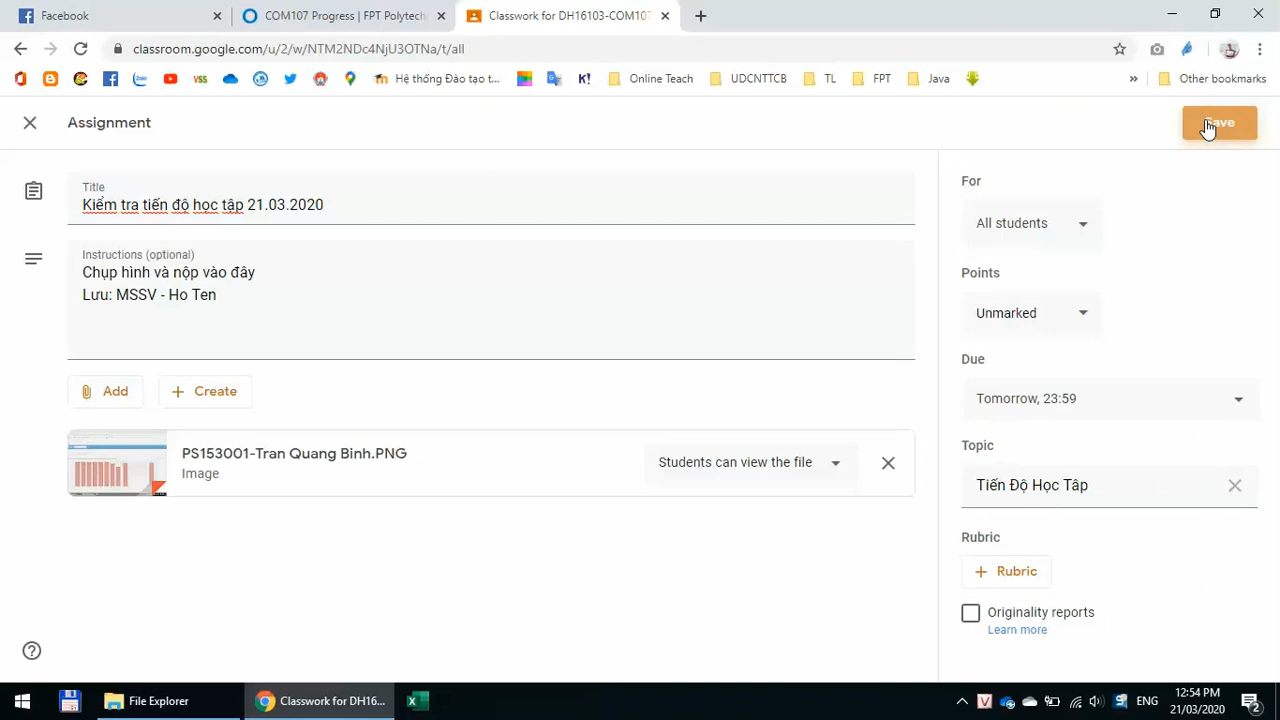 Facebook
COM107 Progress | FPT Polytech
Classwork for DH16103-COM107
classroom.google.com/u/2/w/NTM2NDc4NjU3OTNa/t/all
Hệ thống Đào tạo t...
K!
Online Teach
UDCNTTCB
TL
FPT
Java
»
Other bookmarks
Assignment
Save
Title
Kiểm tra tiến độ học tập 21.03.2020
Instructions (optional)
Chụp hình và nộp vào đây
Lưu: MSSV - Ho Ten
Add
Create
PS153001-Tran Quang Binh.PNG
Image
Students can view the file
For
All students
Points
Unmarked
Due
Tomorrow, 23:59
Topic
Tiến Độ Học Tâp
Rubric
Rubric
Originality reports
Learn more
File Explorer
Classwork for DH16...
ENG
12:54 PM
21/03/2020
2